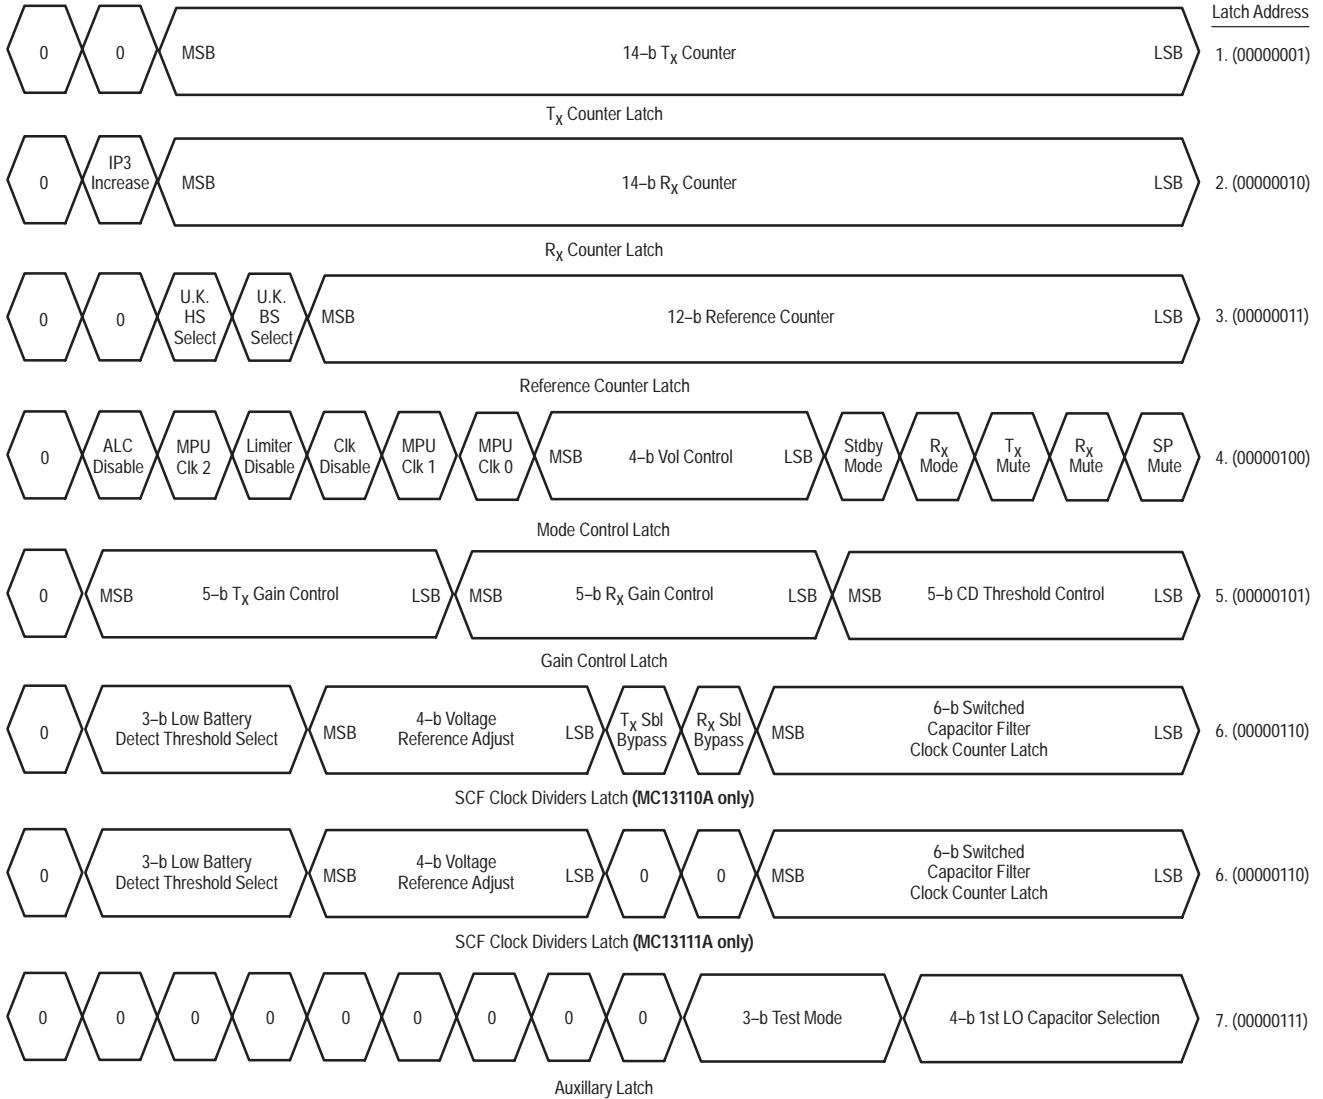 Latch Address
0 0 MSB 14–b TX Counter LSB 1. (00000001)
TX Counter Latch
0 IP3 Increase MSB 14–b RX Counter LSB 2. (00000010)
RX Counter Latch
0 0 U.K. HS Select U.K. BS Select MSB 12–b Reference Counter LSB 3. (00000011)
Reference Counter Latch
0 ALC Disable MPU Clk 2 Limiter Disable Clk Disable MPU Clk 1 MPU Clk 0 MSB 4–b Vol Control LSB Stdby Mode RX Mode TX Mute RX Mute SP Mute 4. (00000100)
Mode Control Latch
0 MSB 5–b TX Gain Control LSB MSB 5–b RX Gain Control LSB MSB 5–b CD Threshold Control LSB 5. (00000101)
Gain Control Latch
0 3–b Low Battery Detect Threshold Select MSB 4–b Voltage Reference Adjust LSB TX Sbl Bypass RX Sbl Bypass MSB 6–b Switched Capacitor Filter Clock Counter Latch LSB 6. (00000110)
SCF Clock Dividers Latch (MC13110A only)
0 3–b Low Battery Detect Threshold Select MSB 4–b Voltage Reference Adjust LSB 0 0 MSB 6–b Switched Capacitor Filter Clock Counter Latch LSB 6. (00000110)
SCF Clock Dividers Latch (MC13111A only)
0 0 0 0 0 0 0 0 0 3–b Test Mode 4–b 1st LO Capacitor Selection 7. (00000111)
Auxillary Latch